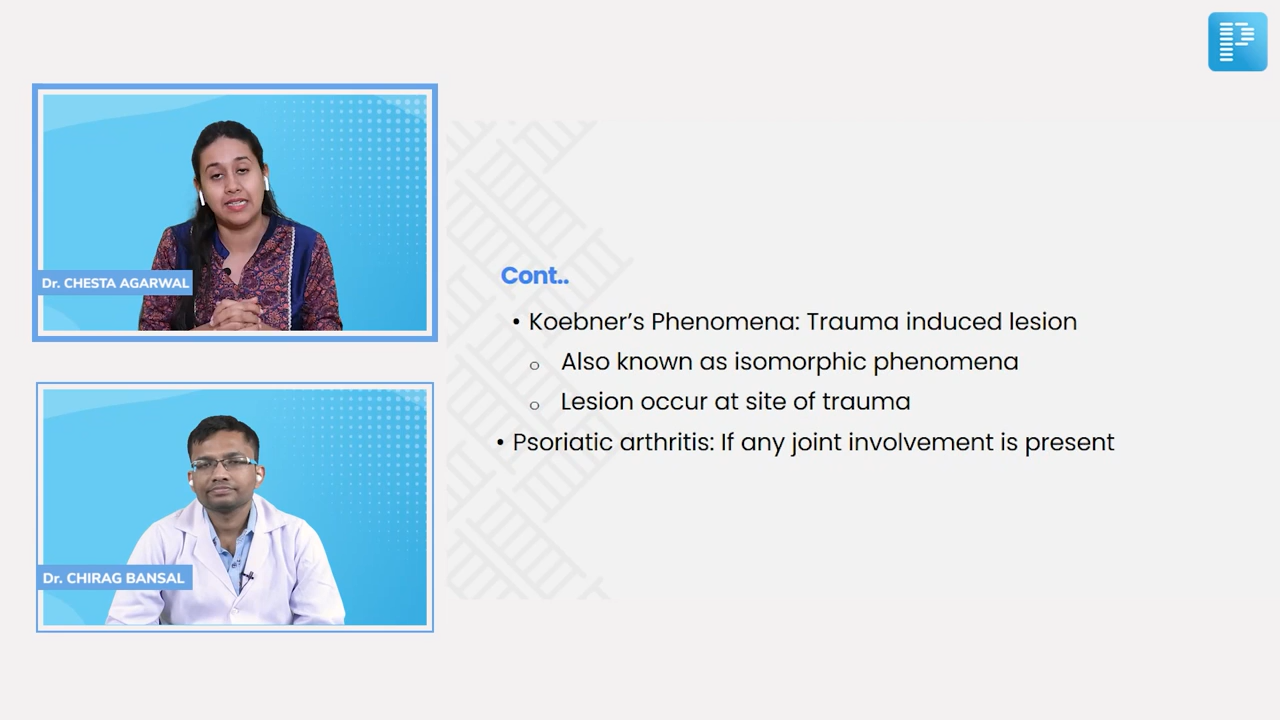 Dr. CHESTA AGARWAL
Dr. CHIRAG BANSAL
Cont..
• Koebner’s Phenomena: Trauma induced lesion
o Also known as isomorphic phenomena
o Lesion occur at site of trauma
• Psoriatic arthritis: If any joint involvement is present